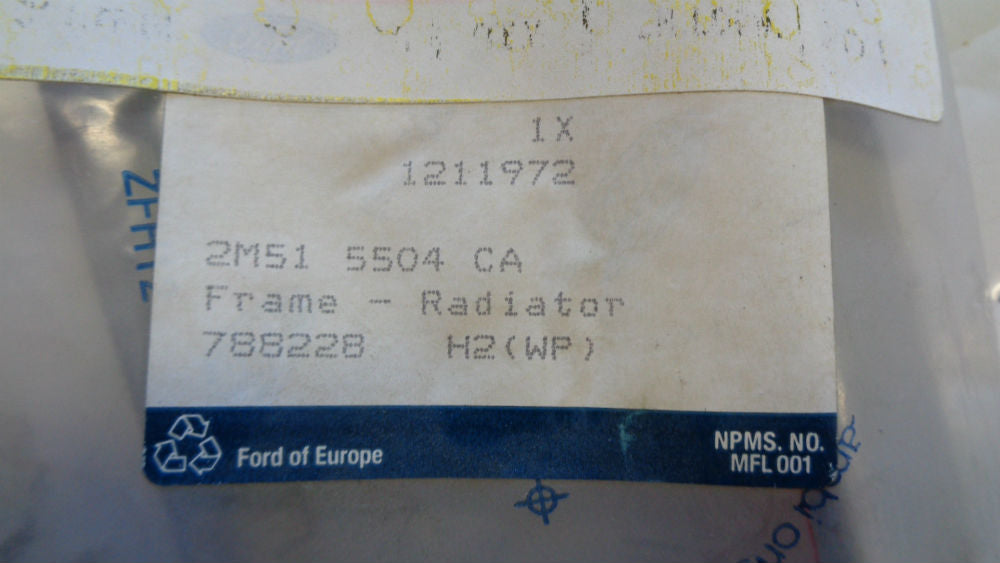 1X
1211972
2M51 5504 CA
Frame - Radiator
788228 H2(WP)
Ford of Europe
NPMS. NO.
MFL 001